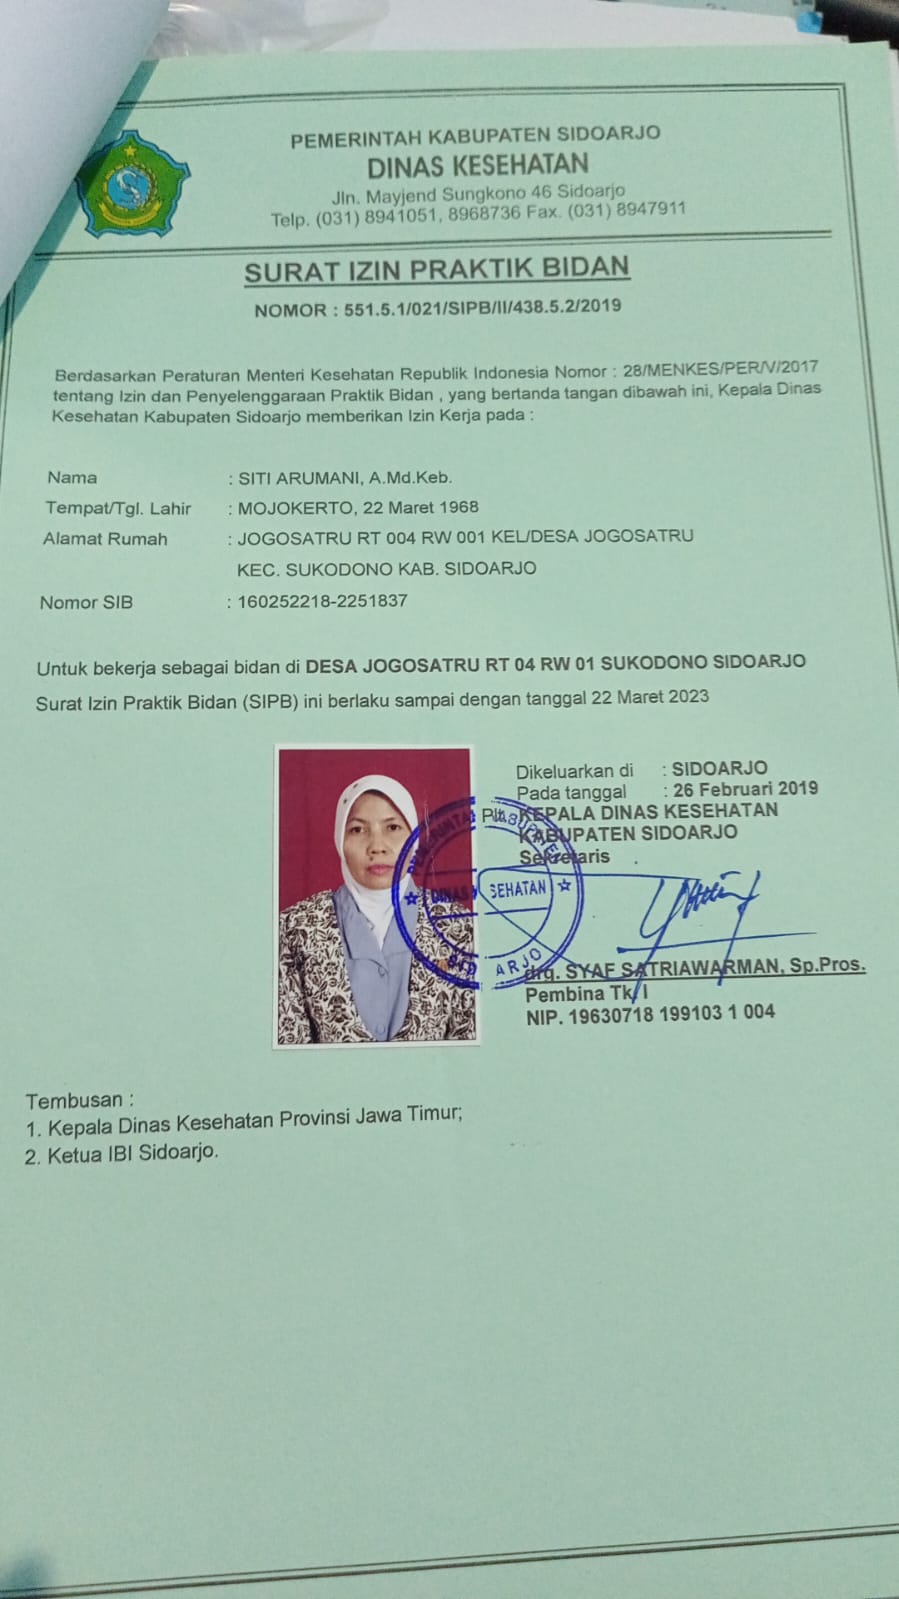 PEMERINTAH KABUPATEN SIDOARJO
DINAS KESEHATAN
Jln. Mayjend Sungkono 46 Sidoarjo
Telp. (031) 8941051, 8968736 Fax. (031) 8947911
SURAT IZIN PRAKTIK BIDAN
NOMOR : 551.5.1/021/SIPB/II/438.5.2/2019
Berdasarkan Peraturan Menteri Kesehatan Republik Indonesia Nomor : 28/MENKES/PER/V/2017
tentang Izin dan Penyelenggaraan Praktik Bidan , yang bertanda tangan dibawah ini, Kepala Dinas
Kesehatan Kabupaten Sidoarjo memberikan Izin Kerja pada :
Nama : SITI ARUMANI, A.Md.Keb.
Tempat/Tgl. Lahir : MOJOKERTO, 22 Maret 1968
Alamat Rumah : JOGOSATRU RT 004 RW 001 KEL/DESA JOGOSATRU
KEC. SUKODONO KAB. SIDOARJO
Nomor SIB : 160252218-2251837
Untuk bekerja sebagai bidan di DESA JOGOSATRU RT 04 RW 01 SUKODONO SIDOARJO
Surat Izin Praktik Bidan (SIPB) ini berlaku sampai dengan tanggal 22 Maret 2023
Dikeluarkan di : SIDOARJO
Pada tanggal : 26 Februari 2019
Plt. KEPALA DINAS KESEHATAN
KABUPATEN SIDOARJO
Sekretaris
DINAS SEHATAN
SID ARJO
drg. SYAF SATRIAWARMAN, Sp.Pros.
Pembina Tk. I
NIP. 19630718 199103 1 004
Tembusan :
1. Kepala Dinas Kesehatan Provinsi Jawa Timur;
2. Ketua IBI Sidoarjo.